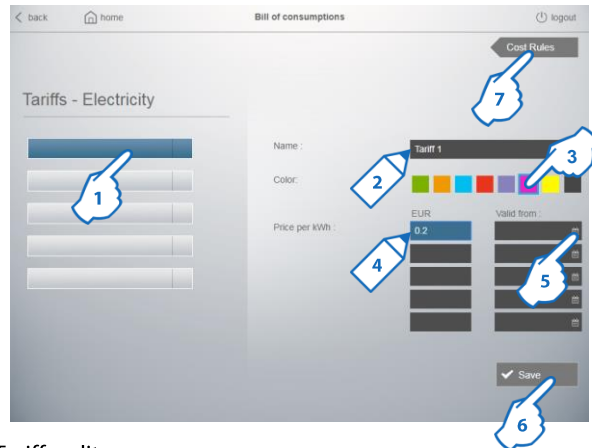 back home Bill of consumptions logout
Cost Rules
7
Tariffs - Electricity
Name : Tariff 1 3
2
1
Color:
EUR Valid from :
Price per kWh : 0.2
4
5
Save
6